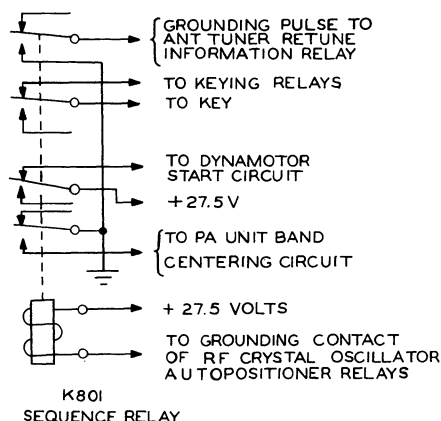 GROUNDING PULSE TO
ANT TUNER RETUNE
INFORMATION RELAY
TO KEYING RELAYS
TO KEY
TO DYNAMOTOR
START CIRCUIT
+27.5 V
TO PA UNIT BAND
CENTERING CIRCUIT
+ 27.5 VOLTS
TO GROUNDING CONTACT
OF RF CRYSTAL OSCILLATOR
AUTOPOSITIONER RELAYS
K801
SEQUENCE RELAY